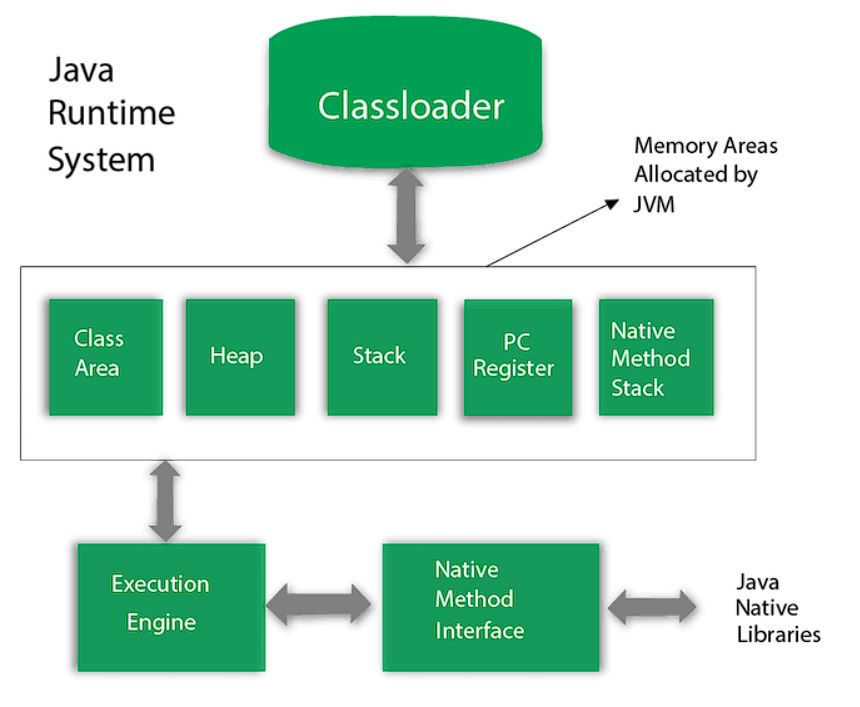 Java
Runtime
System
Classloader
Memory Areas
Allocated by
JVM
Class
Area
Heap
Stack
PC
Register
Native
Method
Stack
Execution
Engine
Native
Method
Interface
Java
Native
Libraries